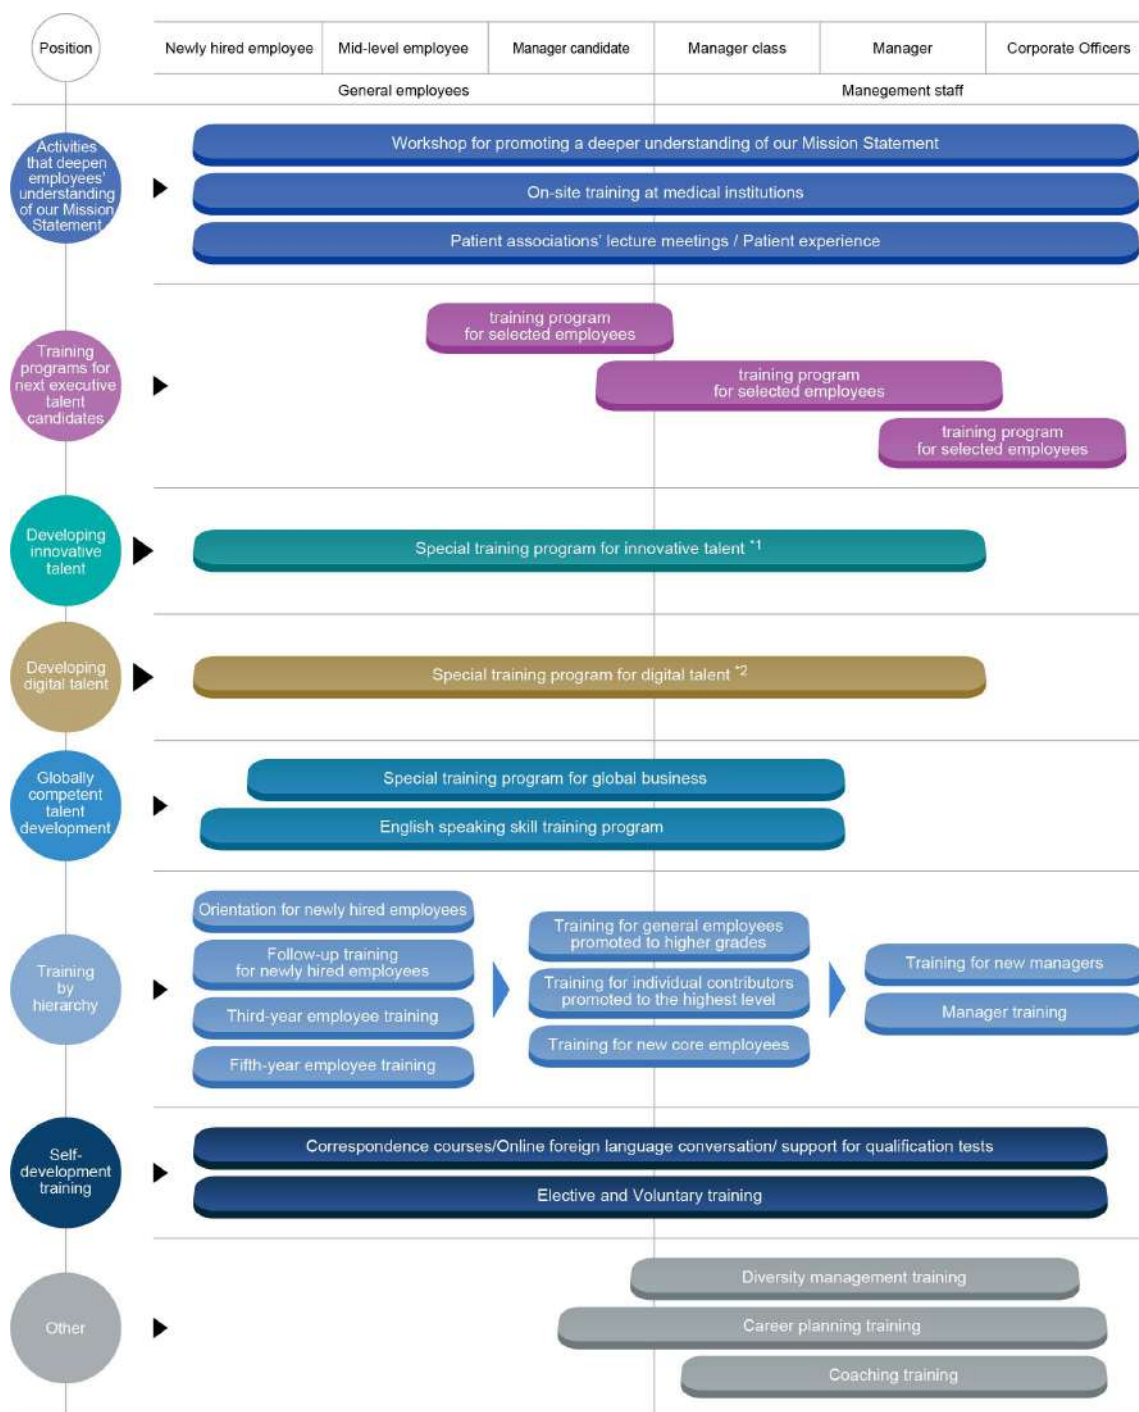 Position
Newly hired employee
Mid-level employee
Manager candidate
Manager class
Manager
Corporate Officers
General employees
Manegement staff
Activities
that deepen
employees'
understanding
of our Mission
Statement
Workshop for promoting a deeper understanding of our Mission Statement
On-site training at medical institutions
Patient associations' lecture meetings / Patient experience
Training
programs for
next executive
talent
candidates
training program
for selected employees
training program
for selected employees
training program
for selected employees
Developing
innovative
talent
Special training program for innovative talent *1
Developing
digital talent
Special training program for digital talent *2
Globally
competent
talent
development
Special training program for global business
English speaking skill training program
Training
by
hierarchy
Orientation for newly hired employees
Follow-up training
for newly hired employees
Third-year employee training
Fifth-year employee training
Training for general employees
promoted to higher grades
Training for individual contributors
promoted to the highest level
Training for new core employees
Training for new managers
Manager training
Self-
development
training
Correspondence courses/Online foreign language conversation/ support for qualification tests
Elective and Voluntary training
Other
Diversity management training
Career planning training
Coaching training